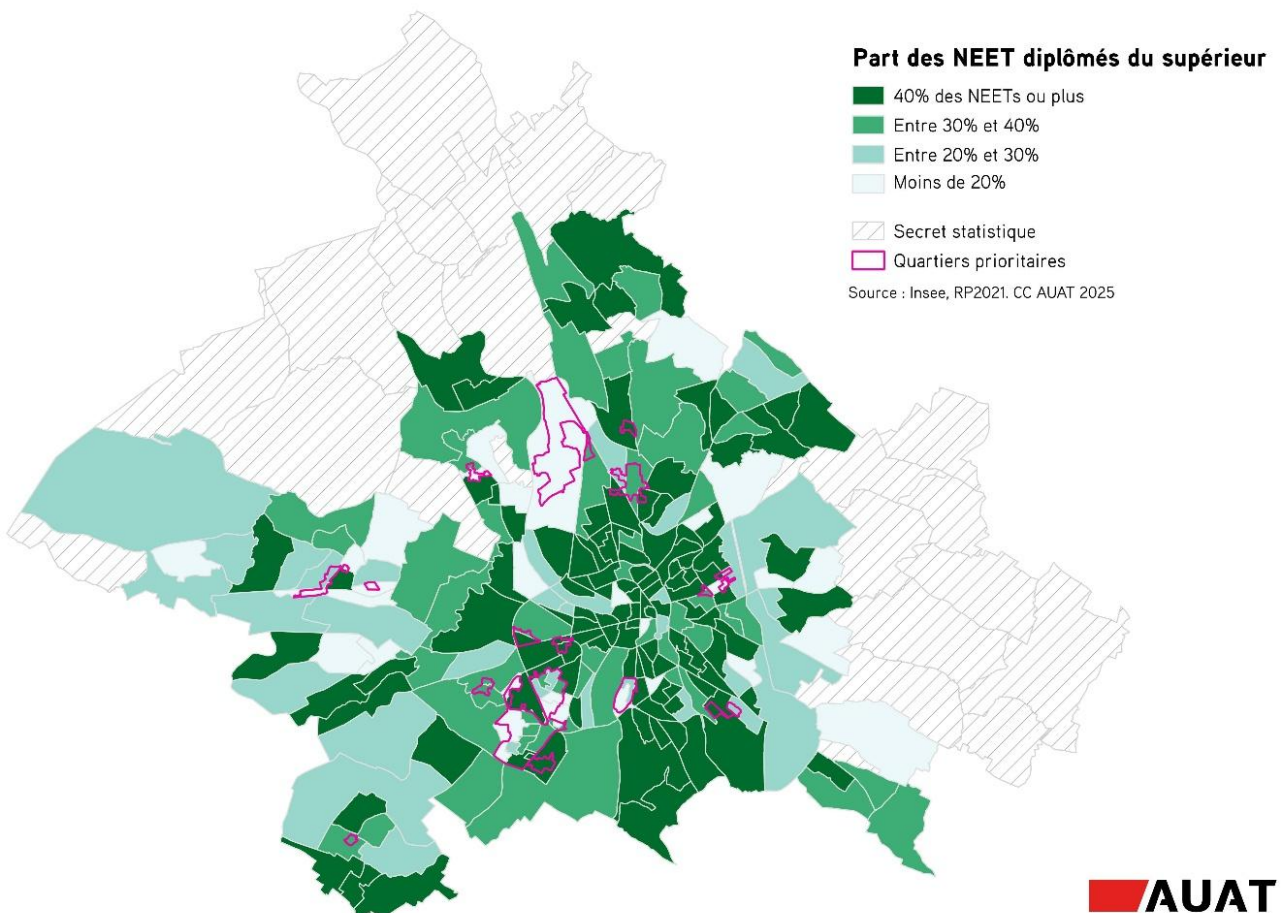 Part des NEET diplômés du supérieur
40% des NEETs ou plus
Entre 30% et 40%
Entre 20% et 30%
Moins de 20%
Secret statistique
Quartiers prioritaires
Source : Insee, RP2021. CC AUAT 2025
AUAT